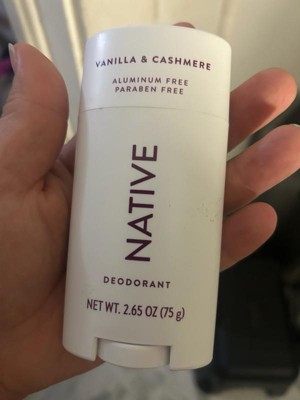 VANILLA & CASHMERE
ALUMINUM FREE
PARABEN FREE
NATIVE
DEODORANT
NET WT. 2.65 OZ (75 g)